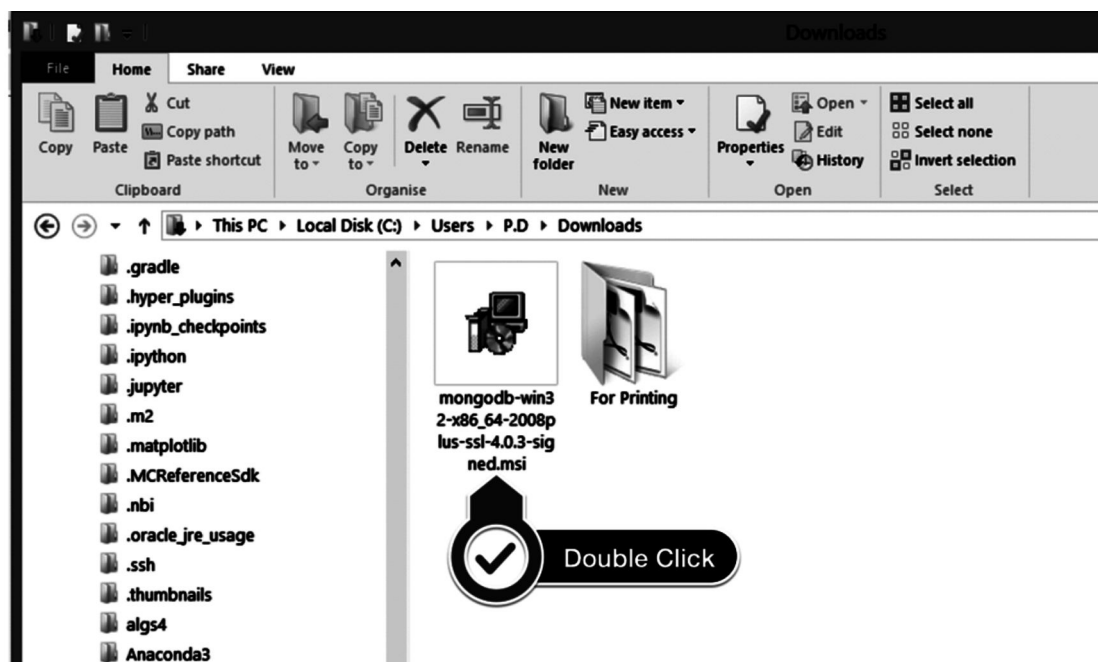 Downloads
File Home Share View
Copy
Paste
Cut
Copy path
Paste shortcut
Clipboard
Move
to
Copy
to
Delete
Rename
Organise
New
folder
New item
Easy access
New
Properties
Open
Edit
History
Open
Select all
Select none
Invert selection
Select
This PC Local Disk (C:) Users P.D Downloads
.gradle
.hyper_plugins
.ipynb_checkpoints
.ipython
.jupyter
.m2
.matplotlib
.MCReferenceSdk
.nbi
.oracle_jre_usage
.ssh
.thumbnails
algs4
Anaconda3
mongodb-win3
2-x86_64-2008p
lus-ssl-4.0.3-sig
ned.msi
For Printing
Double Click